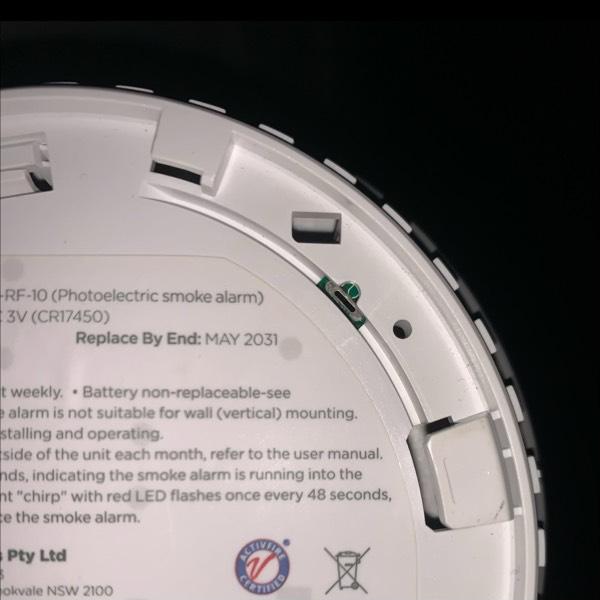 -RF-10 (Photoelectric smoke alarm)
3V (CR17450)
Replace By End: MAY 2031
t weekly. • Battery non-replaceable-see
e alarm is not suitable for wall (vertical) mounting.
stalling and operating.
tside of the unit each month, refer to the user manual.
nds, indicating the smoke alarm is running into the
nt "chirp" with red LED flashes once every 48 seconds,
ce the smoke alarm.
s Pty Ltd
ookvale NSW 2100
ACTIVFIRE
CERTIFIED